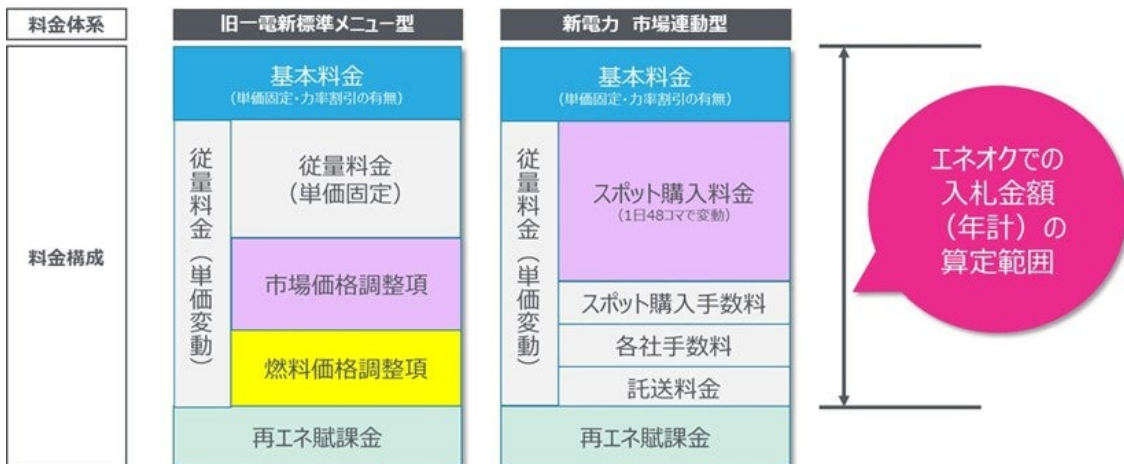 料金体系
旧一電新標準メニュー型
新電力 市場連動型
料金構成
基本料金
(単価固定・力率割引の有無)
従量料金（単価変動）
従量料金
（単価固定）
市場価格調整項
燃料価格調整項
再エネ賦課金
基本料金
(単価固定・力率割引の有無)
従量料金（単価変動）
スポット購入料金
(1日48コマで変動)
スポット購入手数料
各社手数料
託送料金
再エネ賦課金
エネオクでの
入札金額
（年計）の
算定範囲